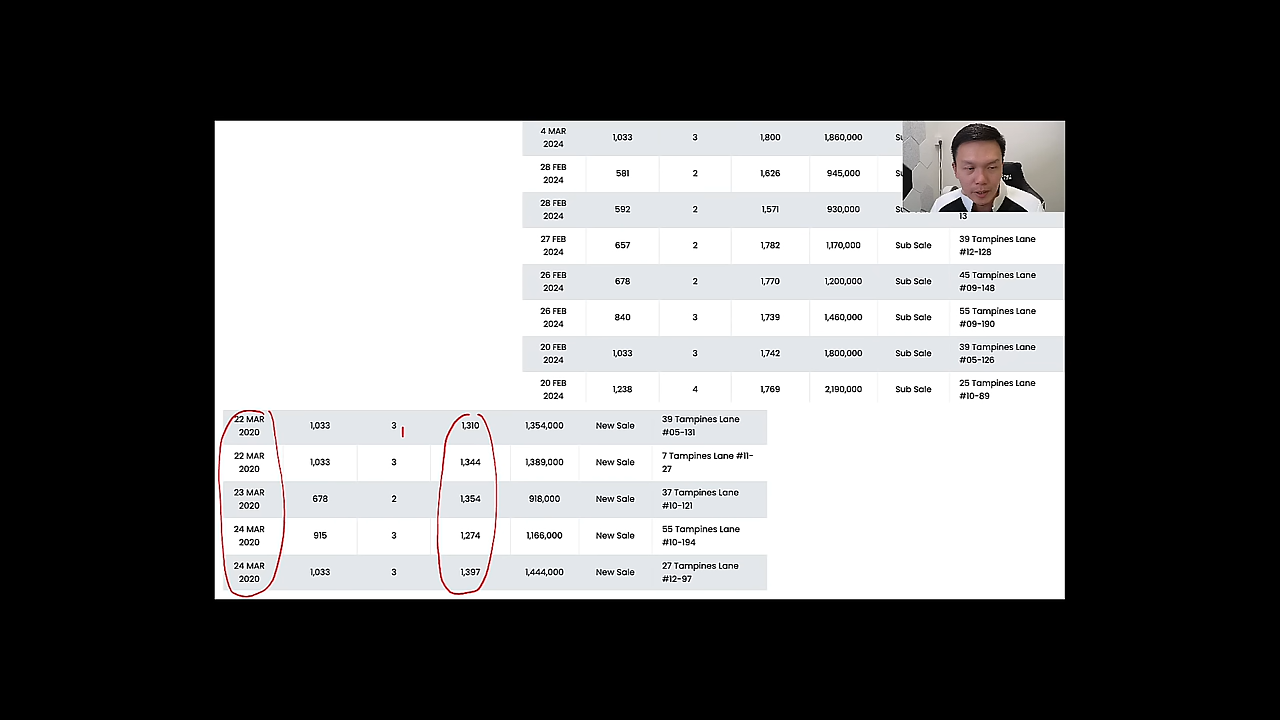 4 MAR 2024 1,033 3 1,800 1,860,000
28 FEB 2024 581 2 1,626 945,000
28 FEB 2024 592 2 1,571 930,000 13
27 FEB 2024 657 2 1,782 1,170,000 Sub Sale 39 Tampines Lane #12-128
26 FEB 2024 678 2 1,770 1,200,000 Sub Sale 45 Tampines Lane #09-148
26 FEB 2024 840 3 1,739 1,460,000 Sub Sale 55 Tampines Lane #09-190
20 FEB 2024 1,033 3 1,742 1,800,000 Sub Sale 39 Tampines Lane #05-126
20 FEB 2024 1,238 4 1,769 2,190,000 Sub Sale 25 Tampines Lane #10-89
22 MAR 2020 1,033 3 1,310 1,354,000 New Sale 39 Tampines Lane #05-131
22 MAR 2020 1,033 3 1,344 1,389,000 New Sale 7 Tampines Lane #11-27
23 MAR 2020 678 2 1,354 918,000 New Sale 37 Tampines Lane #10-121
24 MAR 2020 915 3 1,274 1,166,000 New Sale 55 Tampines Lane #10-194
24 MAR 2020 1,033 3 1,397 1,444,000 New Sale 27 Tampines Lane #12-97